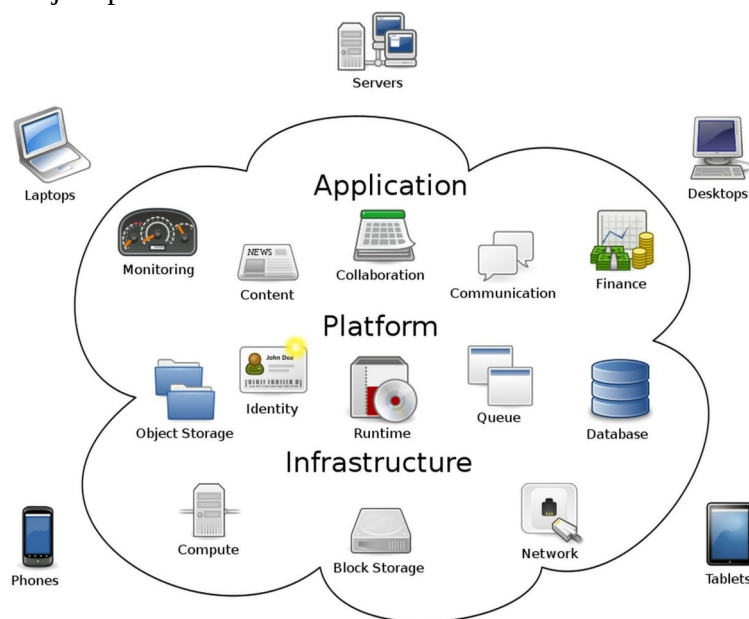 Servers
Laptops
Desktops
Application
Monitoring
NEWS
Content
Collaboration
Communication
Finance
Platform
John Doe
Object Storage
Identity
Runtime
Queue
Database
Infrastructure
Compute
Block Storage
Network
Phones
Tablets